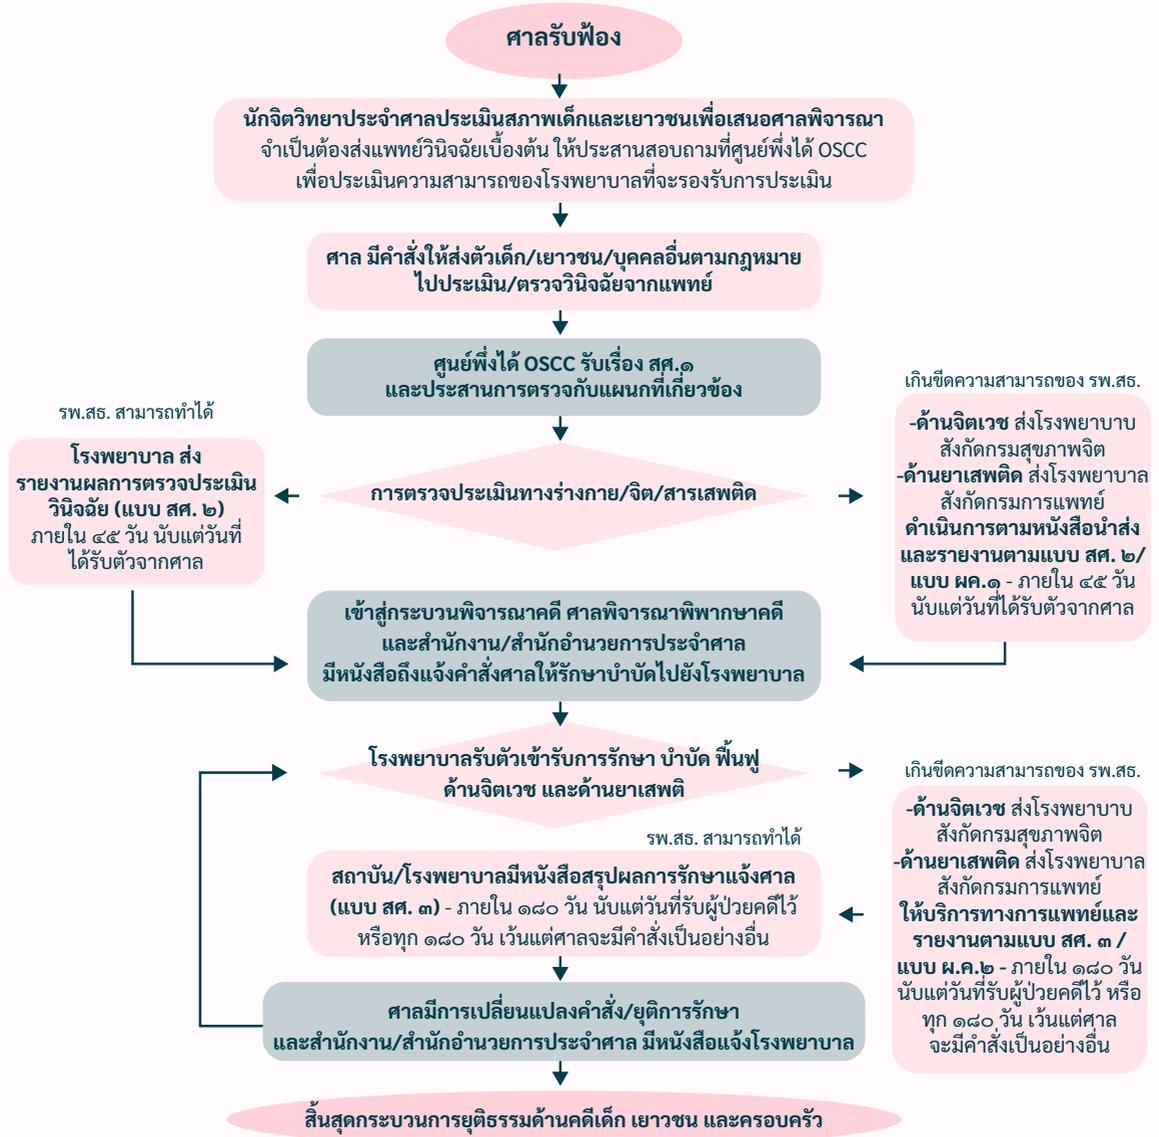 ศาลรับฟ้อง
นักจิตวิทยาประจำศาลประเมินสภาพเด็กและเยาวชนเพื่อเสนอศาลพิจารณา
จำเป็นต้องส่งแพทย์วินิจฉัยเบื้องต้น ให้ประสานสอบถามที่ศูนย์พึ่งได้ OSCC
เพื่อประเมินความสามารถของโรงพยาบาลที่จะรองรับการประเมิน
ศาล มีคำสั่งให้ส่งตัวเด็ก/เยาวชน/บุคคลอื่นตามกฎหมาย
ไปประเมิน/ตรวจวินิจฉัยจากแพทย์
ศูนย์พึ่งได้ OSCC รับเรื่อง สศ.๑
และประสานการตรวจกับแผนกที่เกี่ยวข้อง
รพ.สธ. สามารถทำได้
โรงพยาบาล ส่ง
รายงานผลการตรวจประเมิน
วินิจฉัย (แบบ สศ. ๒)
ภายใน ๔๕ วัน นับแต่วันที่
ได้รับตัวจากศาล
การตรวจประเมินทางร่างกาย/จิต/สารเสพติด
เกินขีดความสามารถของ รพ.สธ.
-ด้านจิตเวช ส่งโรงพยาบาบ
สังกัดกรมสุขภาพจิต
-ด้านยาเสพติด ส่งโรงพยาบาล
สังกัดกรมการแพทย์
ดำเนินการตามหนังสือนำส่ง
และรายงานตามแบบ สศ. ๒/
แบบ ผค.๑ - ภายใน ๔๕ วัน
นับแต่วันที่ได้รับตัวจากศาล
เข้าสู่กระบวนพิจารณาคดี ศาลพิจารณาพิพากษาคดี
และสำนักงาน/สำนักอำนวยการประจำศาล
มีหนังสือถึงแจ้งคำสั่งศาลให้รักษาบำบัดไปยังโรงพยาบาล
โรงพยาบาลรับตัวเข้ารับการรักษา บำบัด ฟื้นฟู
ด้านจิตเวช และด้านยาเสพติ
เกินขีดความสามารถของ รพ.สธ.
-ด้านจิตเวช ส่งโรงพยาบาบ
สังกัดกรมสุขภาพจิต
-ด้านยาเสพติด ส่งโรงพยาบาล
สังกัดกรมการแพทย์
ให้บริการทางการแพทย์และ
รายงานตามแบบ สศ. ๓ /
แบบ ผ.ค.๒ - ภายใน ๑๘๐ วัน
นับแต่วันที่รับผู้ป่วยคดีไว้ หรือ
ทุก ๑๘๐ วัน เว้นแต่ศาล
จะมีคำสั่งเป็นอย่างอื่น
รพ.สธ. สามารถทำได้
สถาบัน/โรงพยาบาลมีหนังสือสรุปผลการรักษาแจ้งศาล
(แบบ สศ. ๓) - ภายใน ๑๘๐ วัน นับแต่วันที่รับผู้ป่วยคดีไว้
หรือทุก ๑๘๐ วัน เว้นแต่ศาลจะมีคำสั่งเป็นอย่างอื่น
ศาลมีการเปลี่ยนแปลงคำสั่ง/ยุติการรักษา
และสำนักงาน/สำนักอำนวยการประจำศาล มีหนังสือแจ้งโรงพยาบาล
สิ้นสุดกระบวนการยุติธรรมด้านคดีเด็ก เยาวชน และครอบครัว